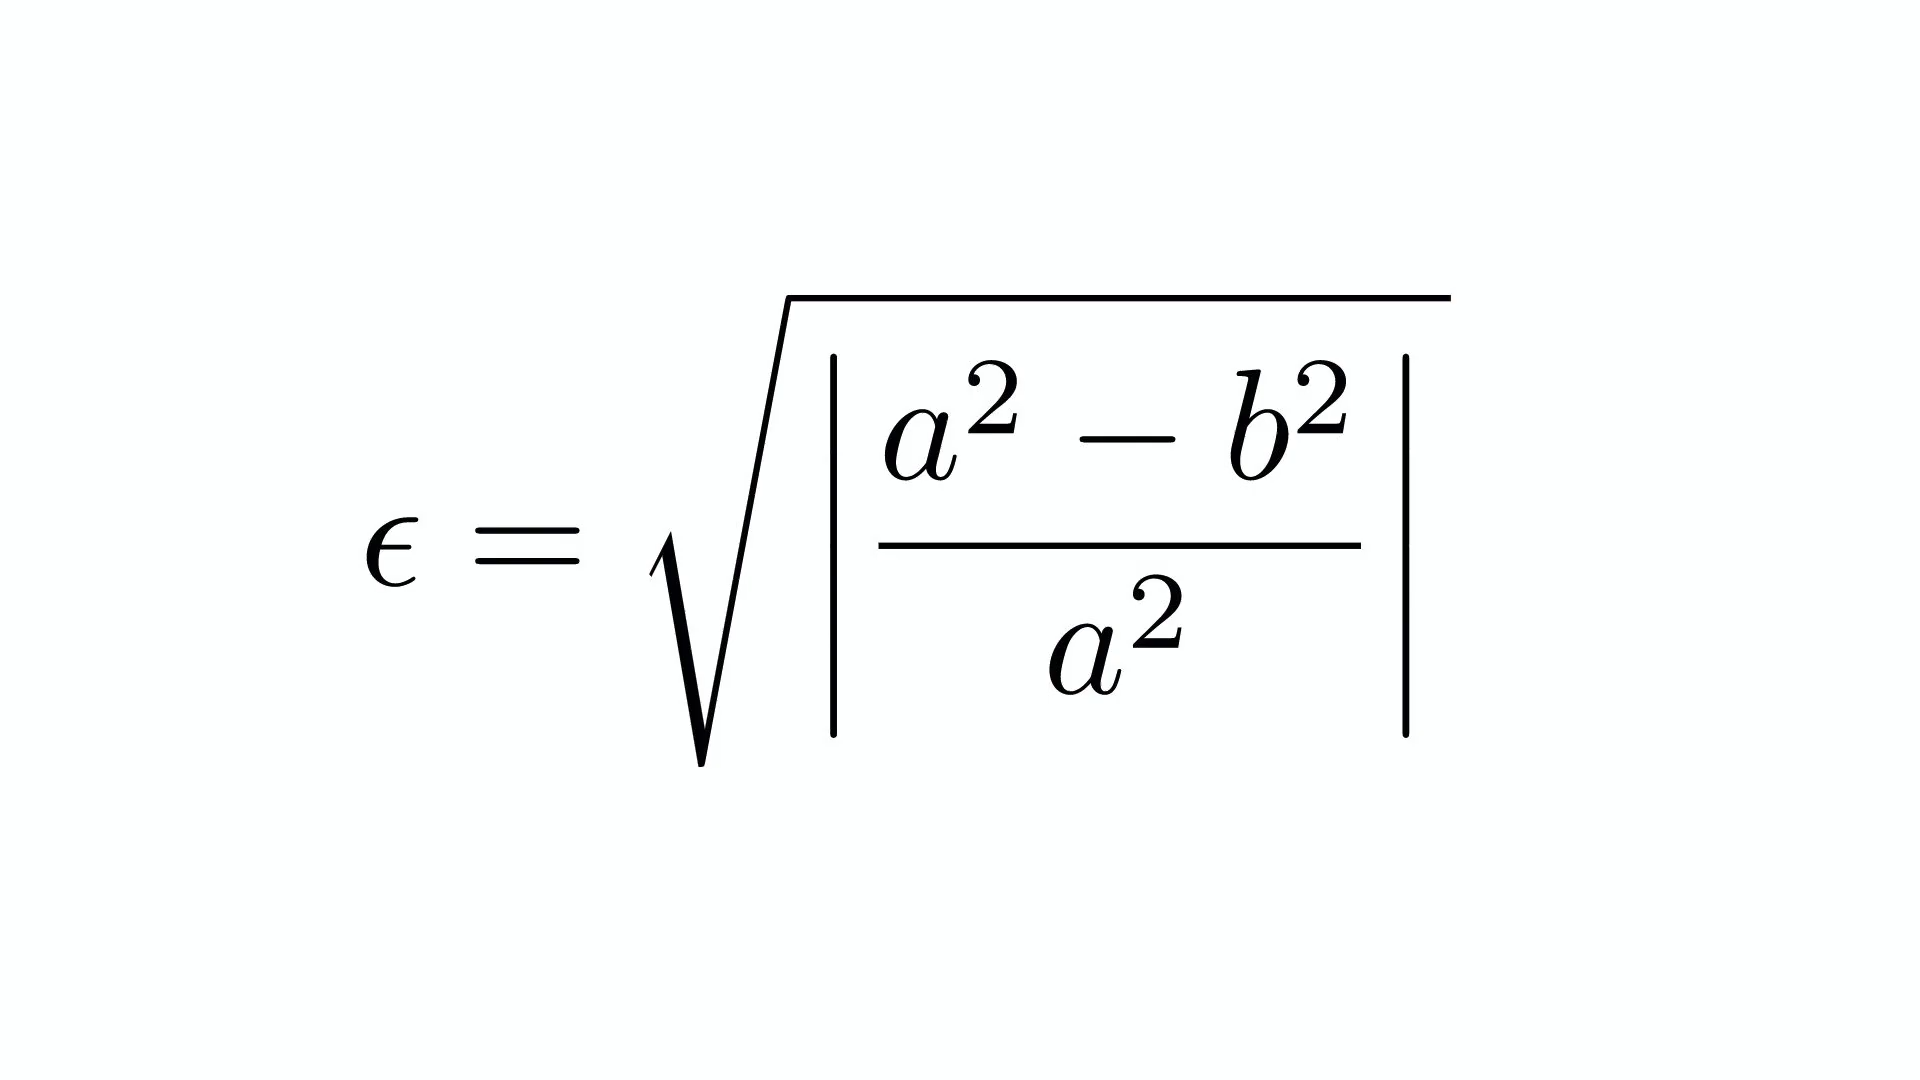 ϵ = √|(a² − b²)/a²|